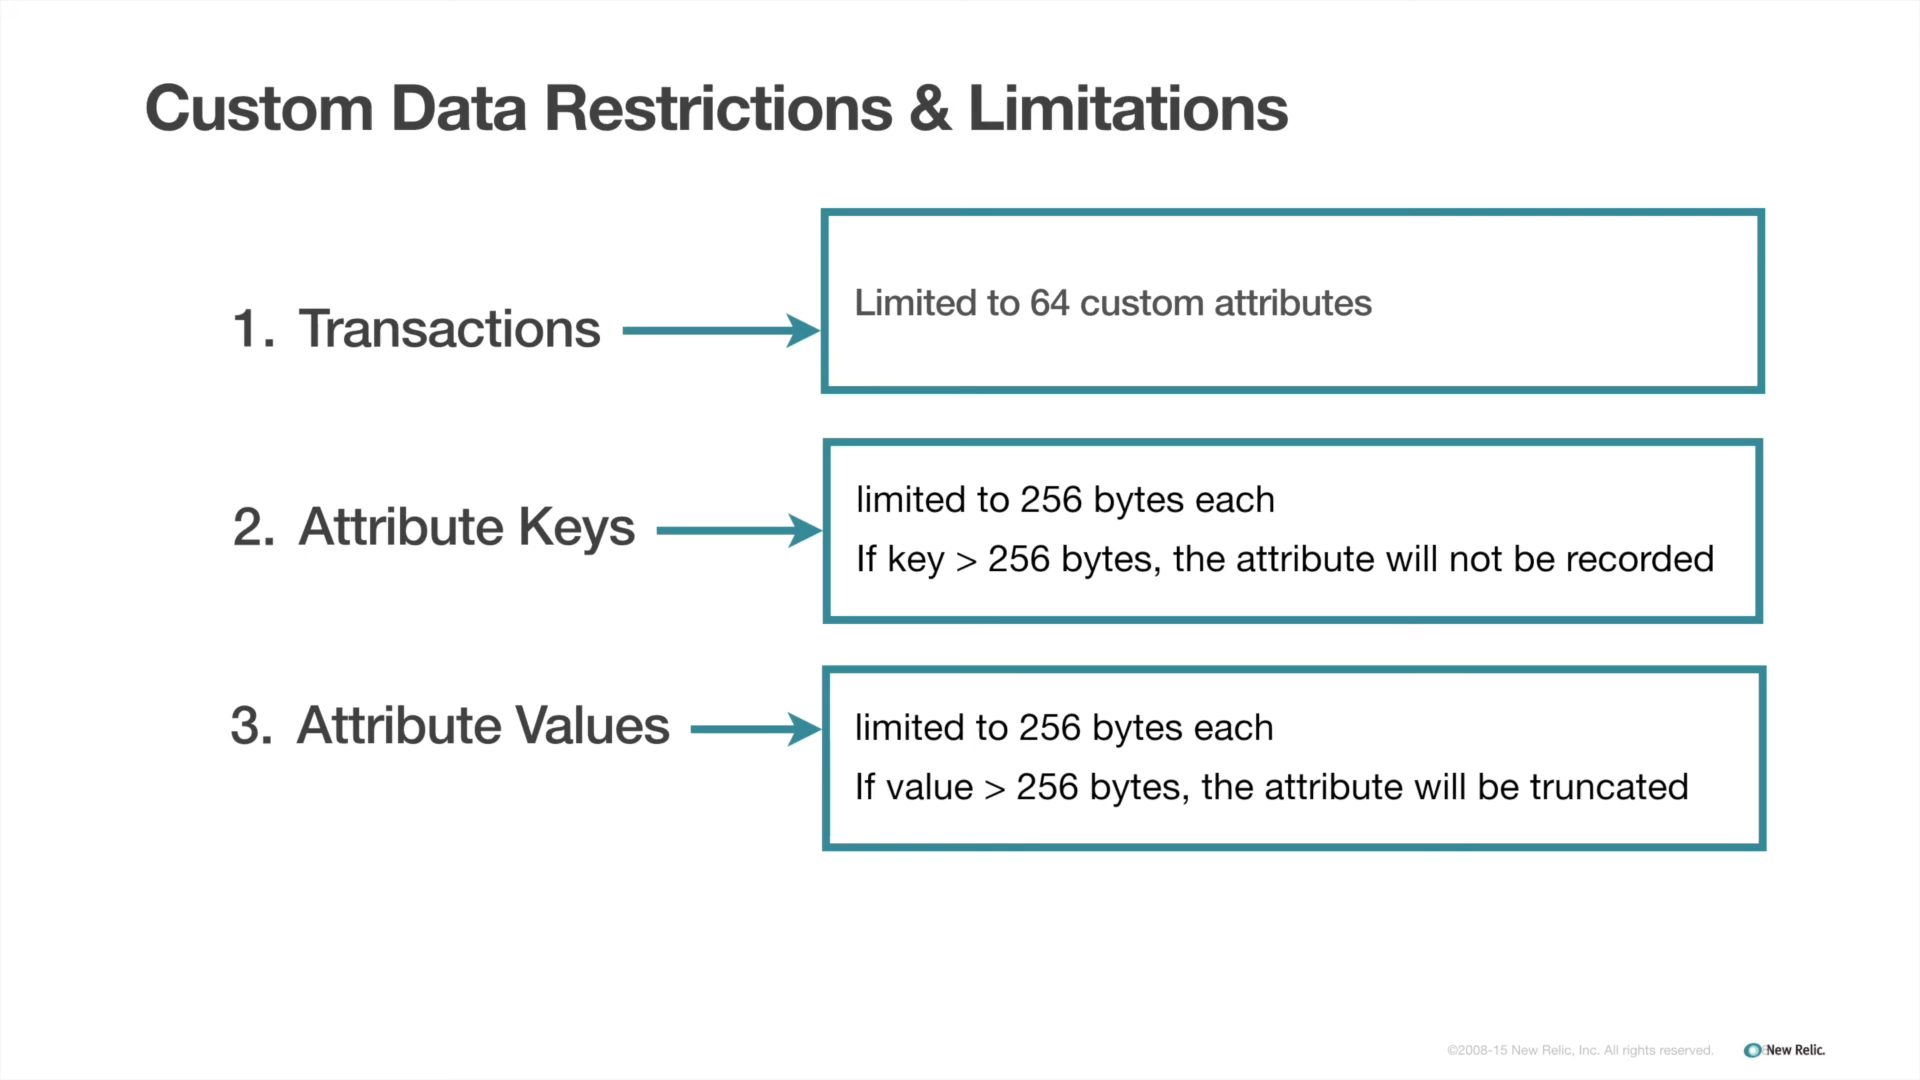 Custom Data Restrictions & Limitations
1. Transactions
Limited to 64 custom attributes
2. Attribute Keys
limited to 256 bytes each
If key > 256 bytes, the attribute will not be recorded
3. Attribute Values
limited to 256 bytes each
If value > 256 bytes, the attribute will be truncated
©2008-15 New Relic, Inc. All rights reserved.
New Relic.